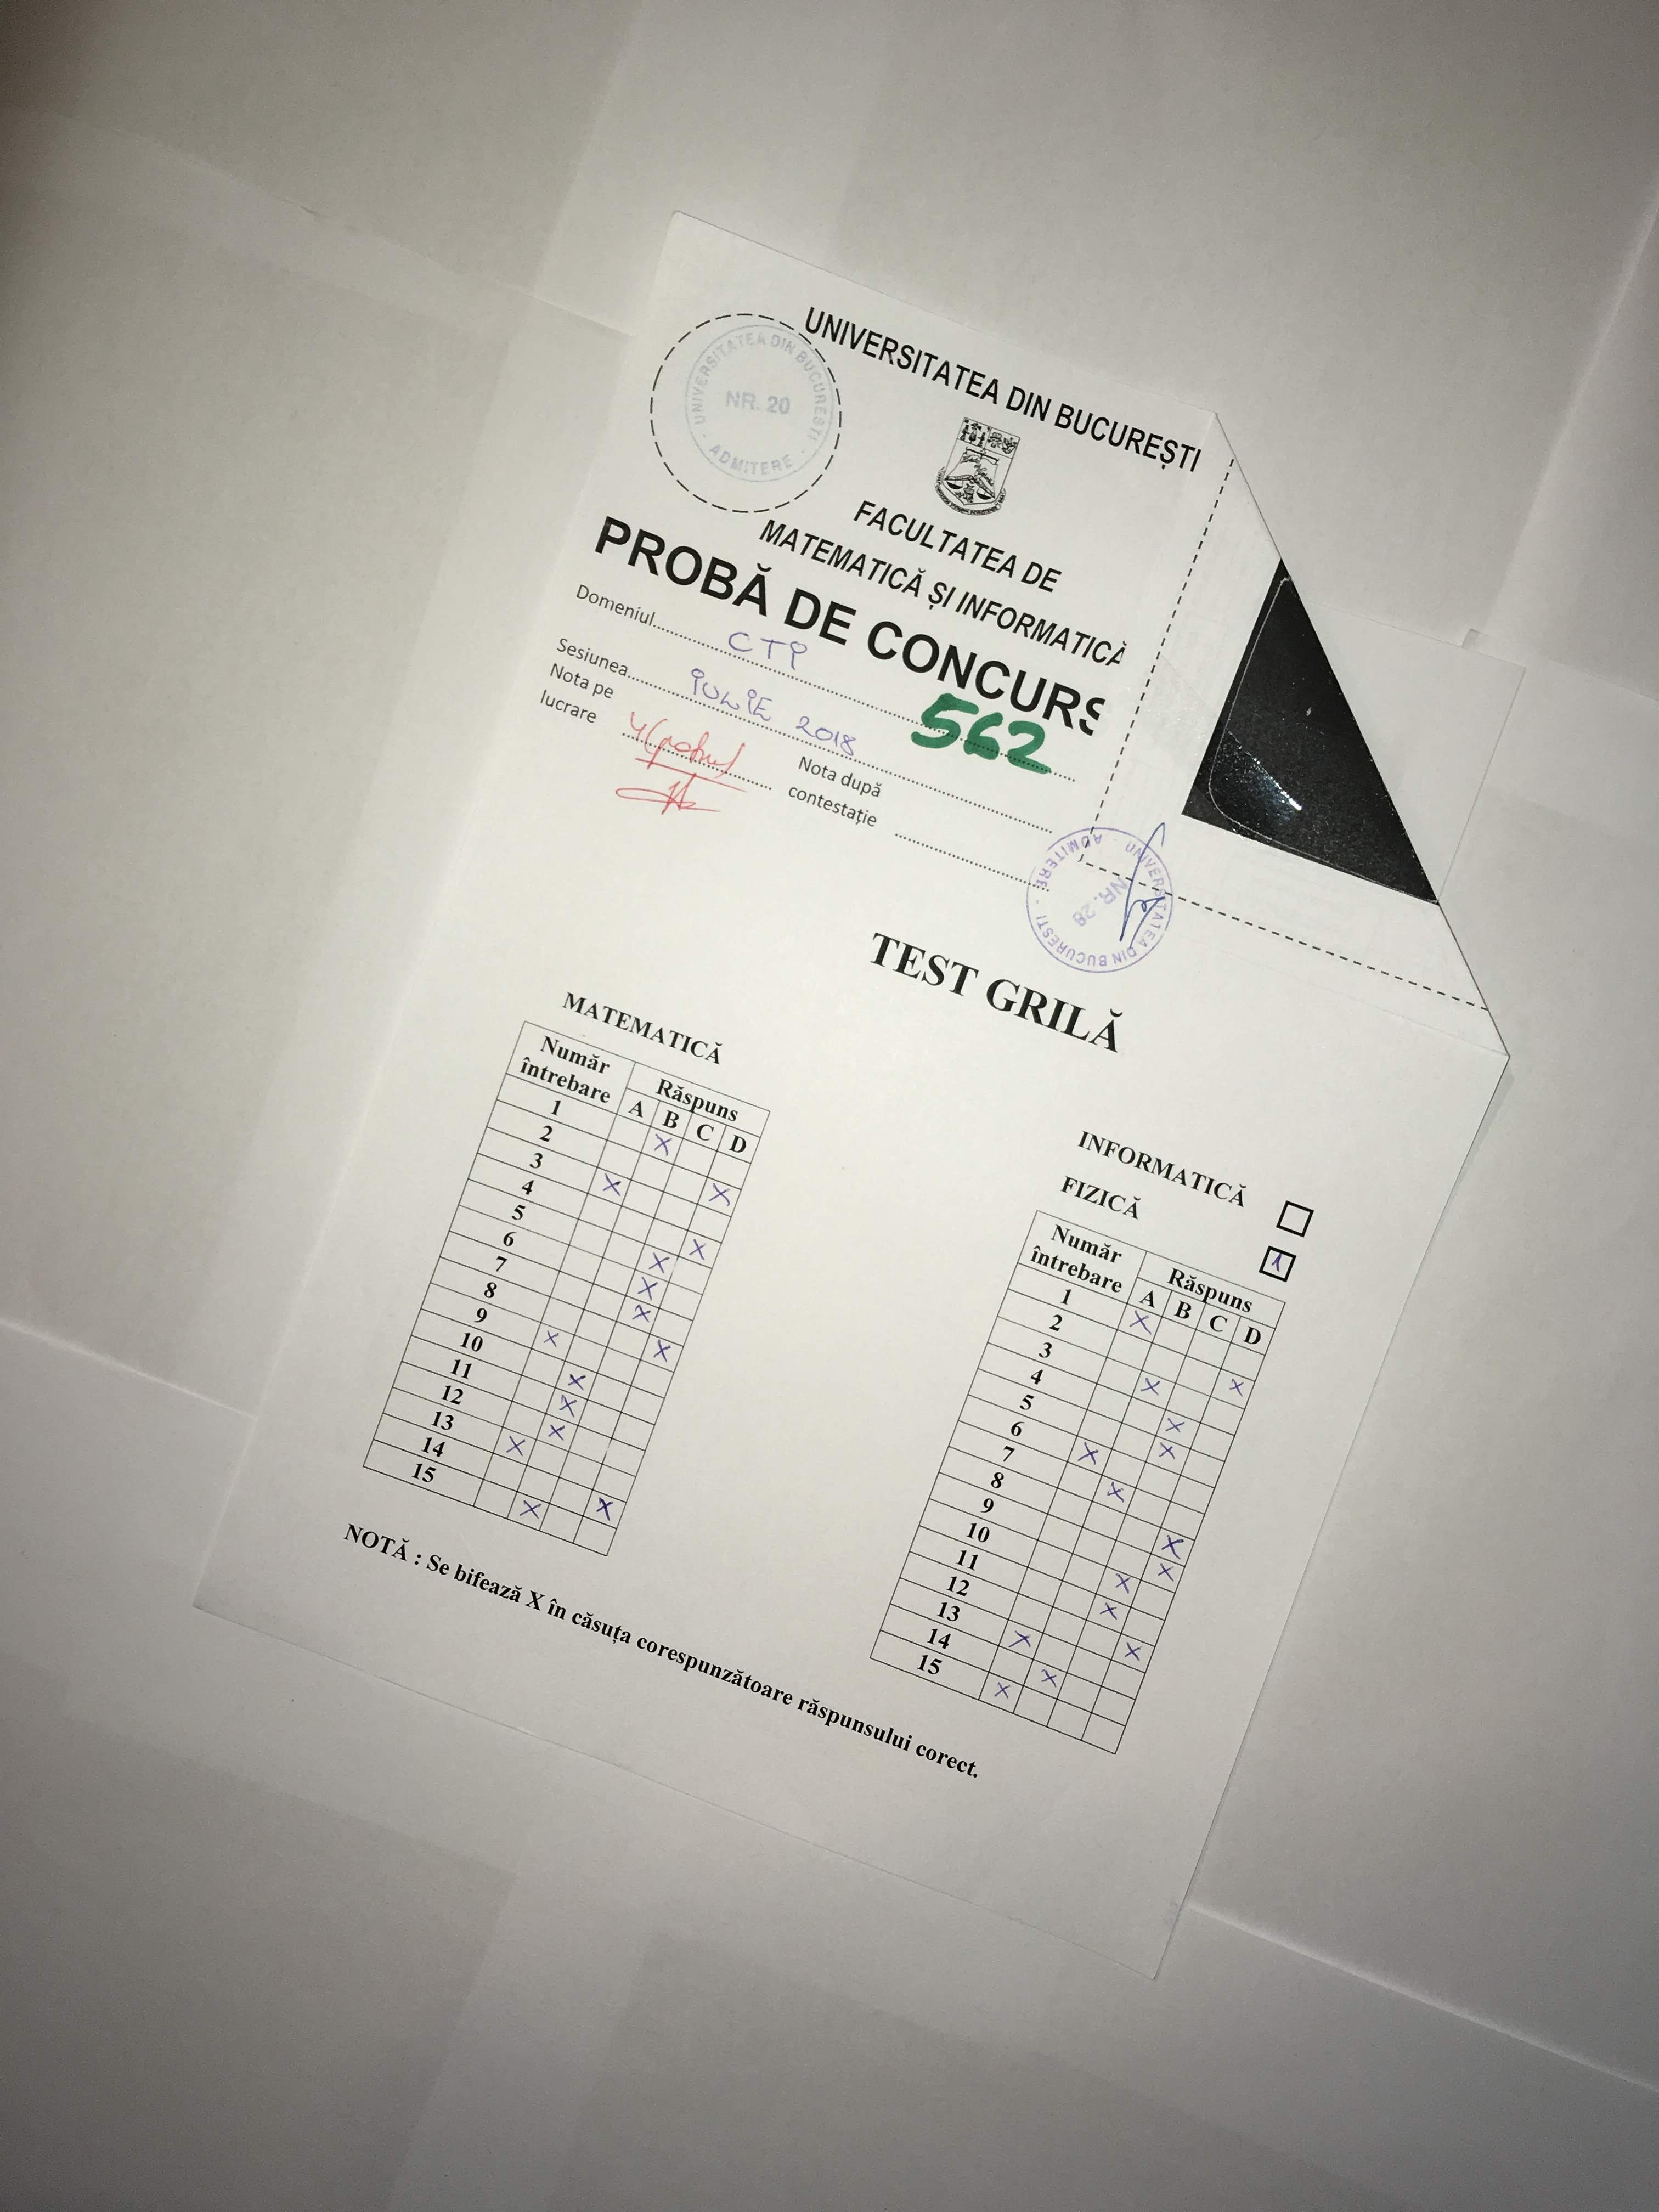 UNIVERSITATEA DIN BUCUREȘTI
UNIVERSITATEA DIN BUCURESTI · ADMITERE ·
NR. 20
FACULTATEA DE
MATEMATICĂ ȘI INFORMATICĂ
PROBĂ DE CONCURS
Domeniul CTI
562
Sesiunea IULIE 2018
Nota pe lucrare 4 (patru)
Nota după contestație
UNIVERSITATEA DIN BUCURESTI · ADMITERE ·
NR. 28
TEST GRILĂ
MATEMATICĂ
Număr întrebare Răspuns
A B C D
1 X
2 X
3 X
4 X
5 X
6 X
7 X
8 X
9 X
10 X
11 X
12 X
13 X
14 X
15 X
INFORMATICĂ
FIZICĂ X
Număr întrebare Răspuns
A B C D
1 X
2 X
3 X
4 X
5 X
6 X
7 X
8 X
9 X
10 X
11 X
12 X
13 X
14 X
15 X
NOTĂ : Se bifează X în căsuța corespunzătoare răspunsului corect.